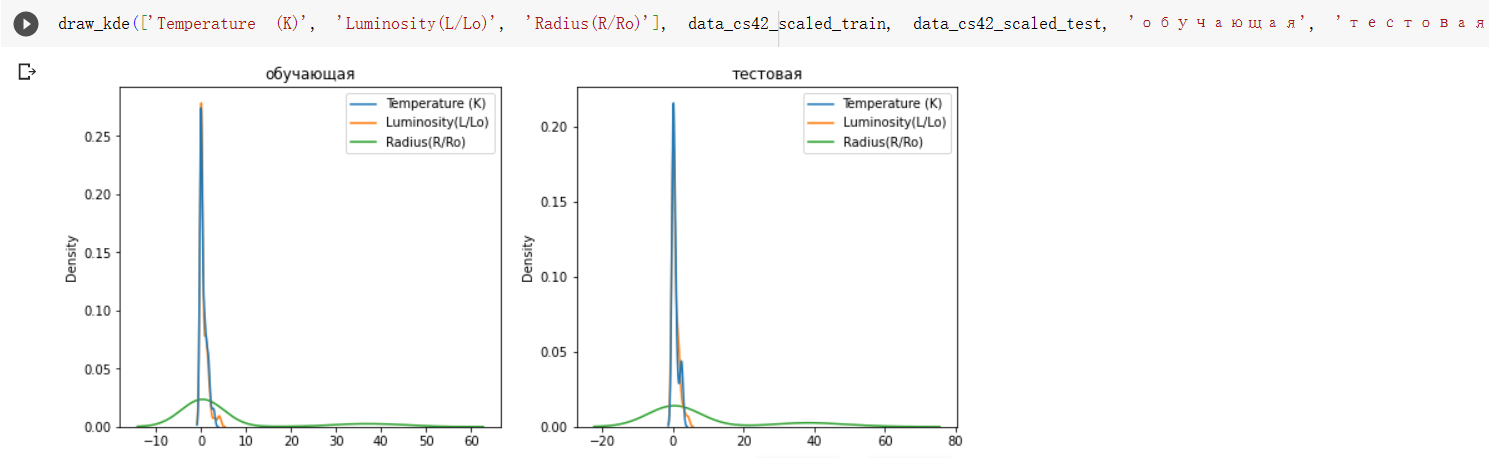 draw_kde(['Temperature (K)', 'Luminosity(L/Lo)', 'Radius(R/Ro)'], data_cs42_scaled_train, data_cs42_scaled_test, 'обучающая', 'тестовая
обучающая
Temperature (K)
Luminosity(L/Lo)
Radius(R/Ro)
Density
0.25
0.20
0.15
0.10
0.05
0.00
−10 0 10 20 30 40 50 60
тестовая
Temperature (K)
Luminosity(L/Lo)
Radius(R/Ro)
Density
0.20
0.15
0.10
0.05
0.00
−20 0 20 40 60 80